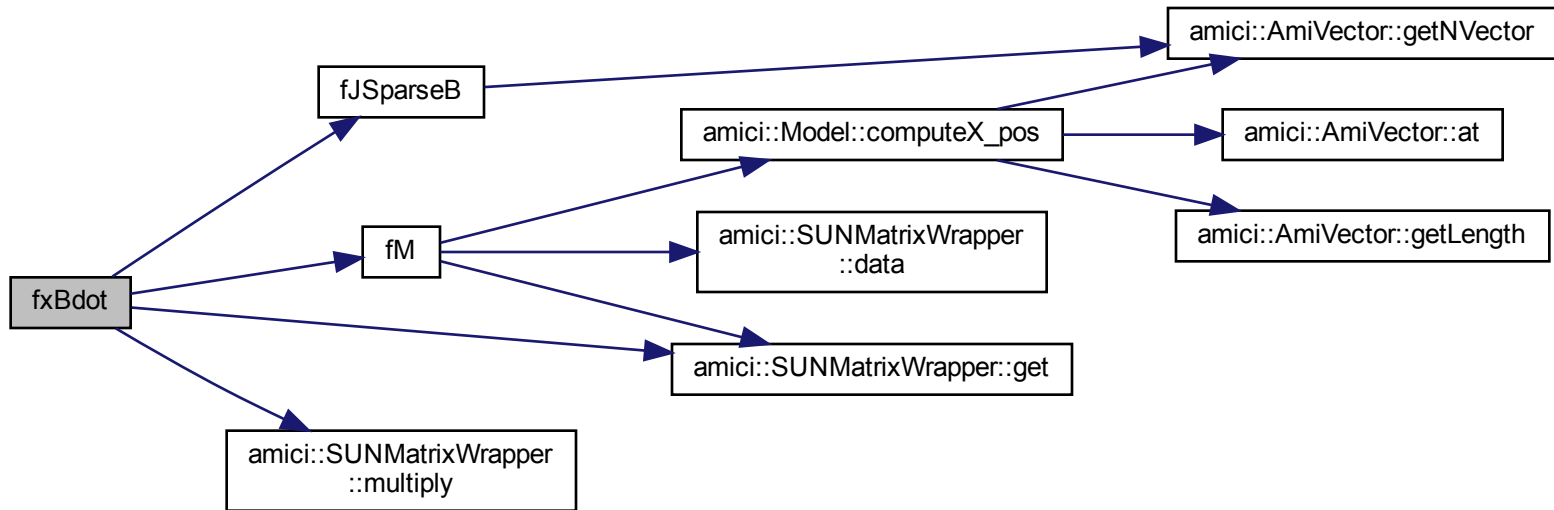 amici::AmiVector::getNVector
fJSparseB
amici::Model::computeX_pos
amici::AmiVector::at
amici::AmiVector::getLength
fM
amici::SUNMatrixWrapper
::data
fxBdot
amici::SUNMatrixWrapper::get
amici::SUNMatrixWrapper
::multiply